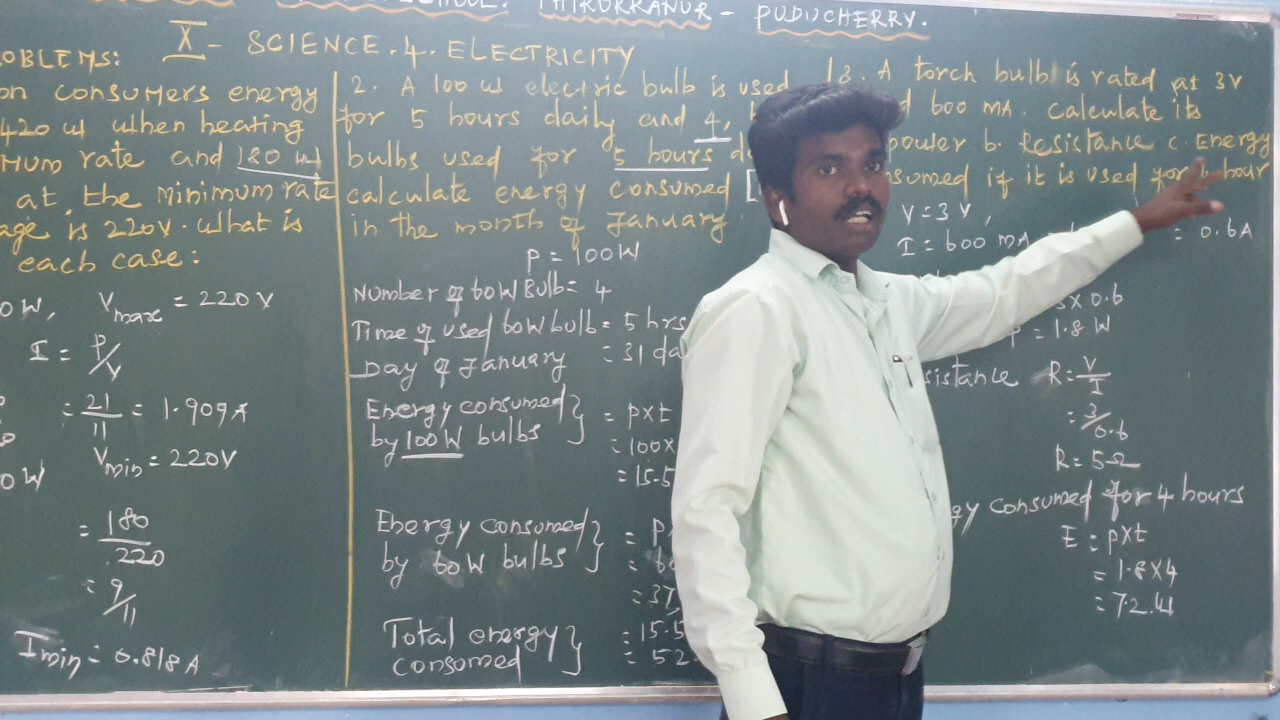 SCHOOL. THIRUKKANUR - PUDUCHERRY.
X - SCIENCE. 4. ELECTRICITY
OBLEMS:
on consumers energy
420 W when heating
mum rate and 180 W
at the minimum rate
age is 220V. What is
each case:
0W, Vmax = 220 V
I = P/V
= 21/11 = 1.909A
Vmin = 220V
0W
= 180/220
= 9/11
Imin = 0.818A
2. A 100 W electric bulb is used
for 5 hours daily and 4,
bulbs used for 5 hours d
calculate energy consumed [
in the month of January
P = 100W
Number of 60W Bulb = 4
Time of used 60W bulb = 5 hrs
Day of January = 31 da
Energy consumed } = P×t
by 100W bulbs = 100×
= 15.5
Energy consumed } = P
by 60W bulbs = 60
= 37
Total energy } = 15.5
consumed = 52
3. A torch bulb is rated at 3V
d 600 mA. Calculate its
power b. Resistance c. Energy
sumed if it is used for 4 hour
V = 3 V,
I = 600 mA = 0.6A
3 × 0.6
P = 1.8 W
sistance R = V/I
= 3/0.6
R = 5Ω
gy consumed for 4 hours
E = P×t
= 1.8×4
= 7.2 W